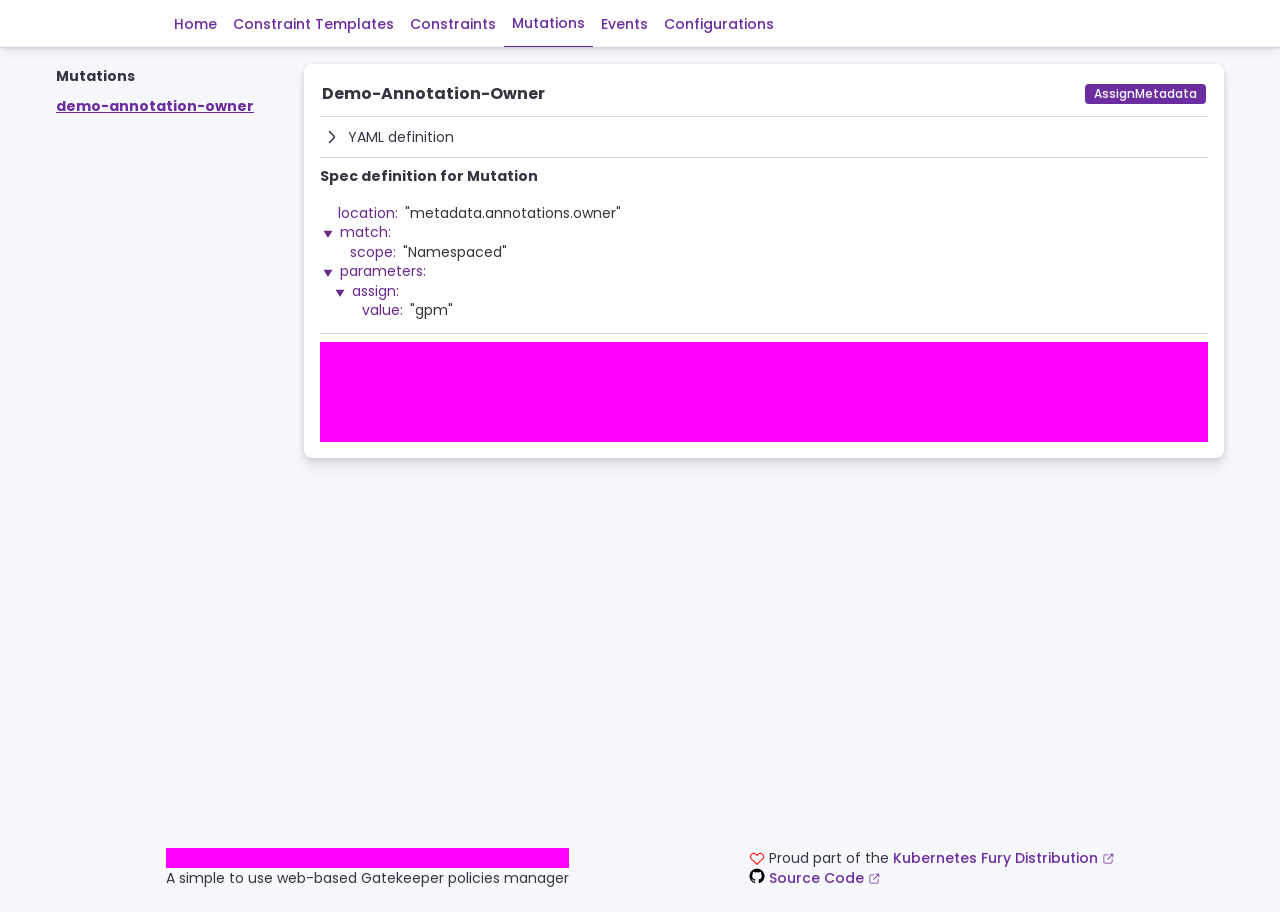 Home Constraint Templates Constraints Mutations Events Configurations
Mutations
demo-annotation-owner
Demo-Annotation-Owner AssignMetadata
YAML definition
Spec definition for Mutation
location: "metadata.annotations.owner"
match:
scope: "Namespaced"
parameters:
assign:
value: "gpm"
A simple to use web-based Gatekeeper policies manager
Proud part of the Kubernetes Fury Distribution
Source Code